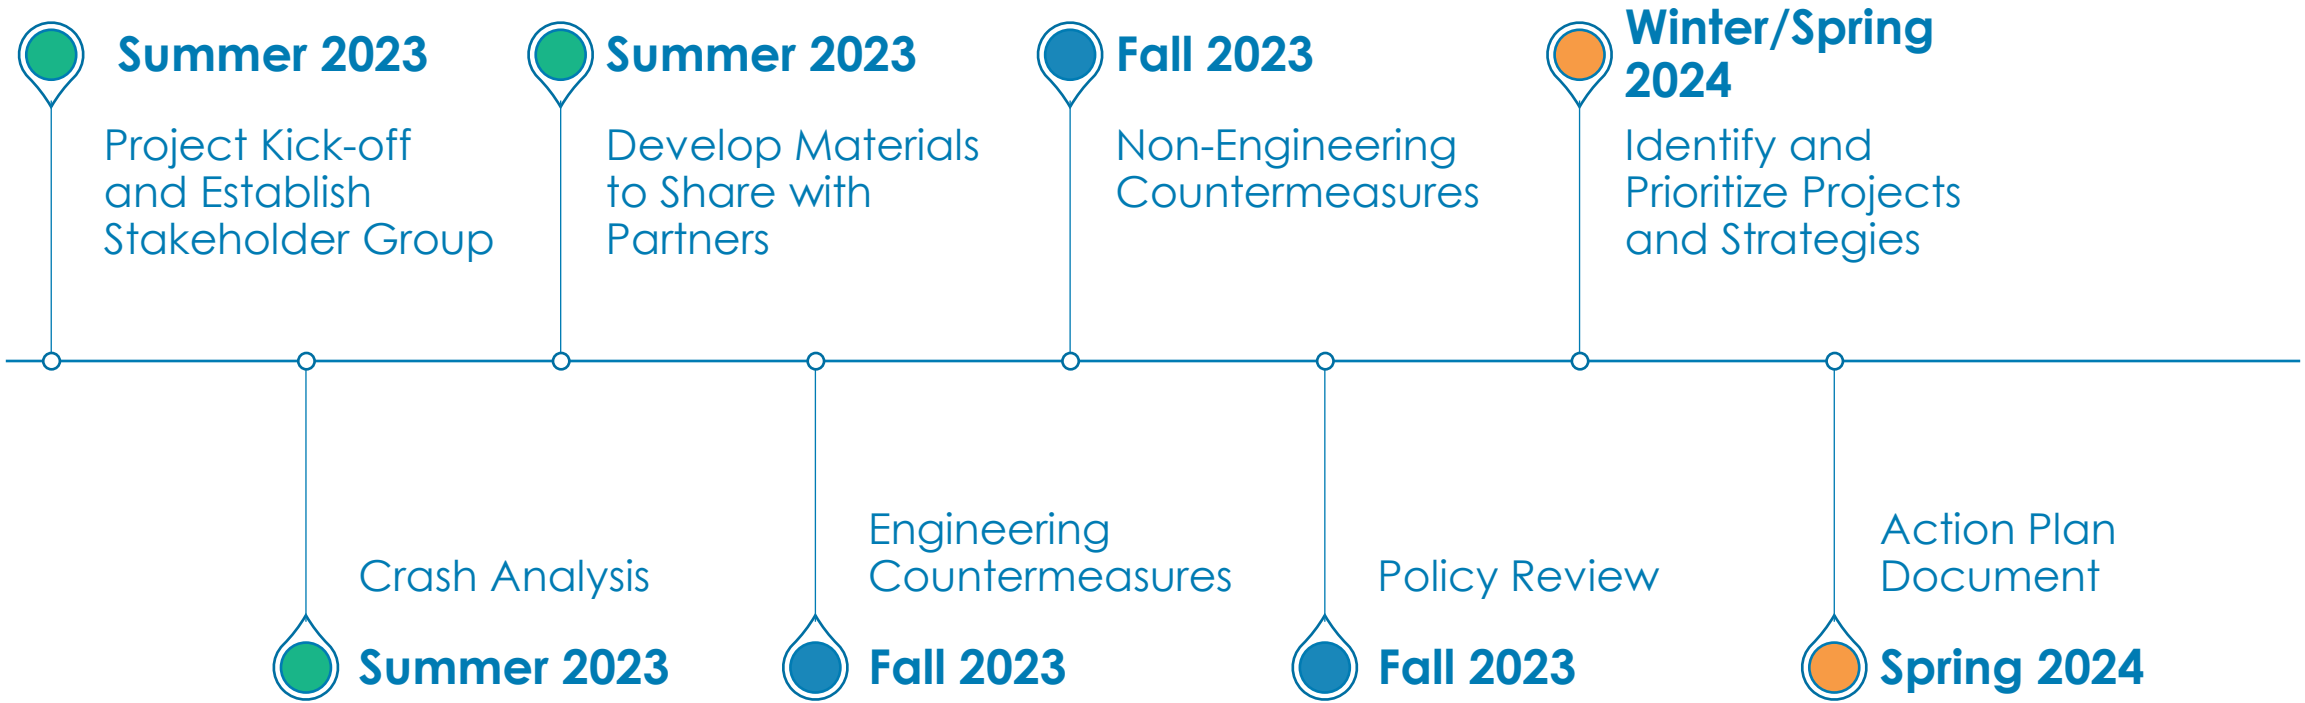 Summer 2023
Project Kick-off
and Establish
Stakeholder Group
Crash Analysis
Summer 2023
Summer 2023
Develop Materials
to Share with
Partners
Engineering
Countermeasures
Fall 2023
Fall 2023
Non-Engineering
Countermeasures
Policy Review
Fall 2023
Winter/Spring
2024
Identify and
Prioritize Projects
and Strategies
Action Plan
Document
Spring 2024